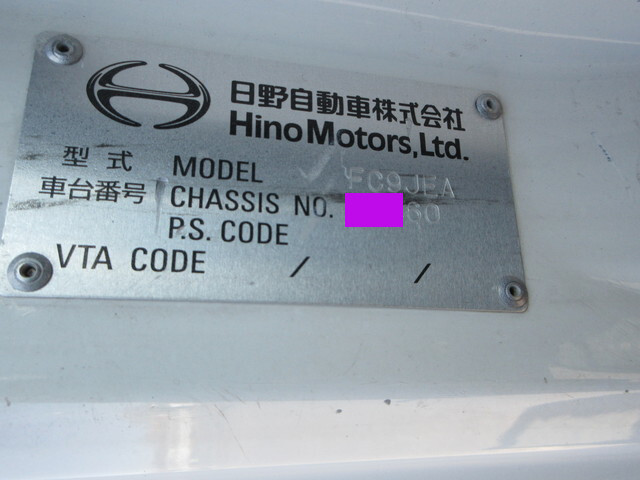 日野自動車株式会社
Hino Motors, Ltd.
型式 MODEL FC9JEA
車台番号 CHASSIS NO. 60
P.S. CODE
VTA CODE / /